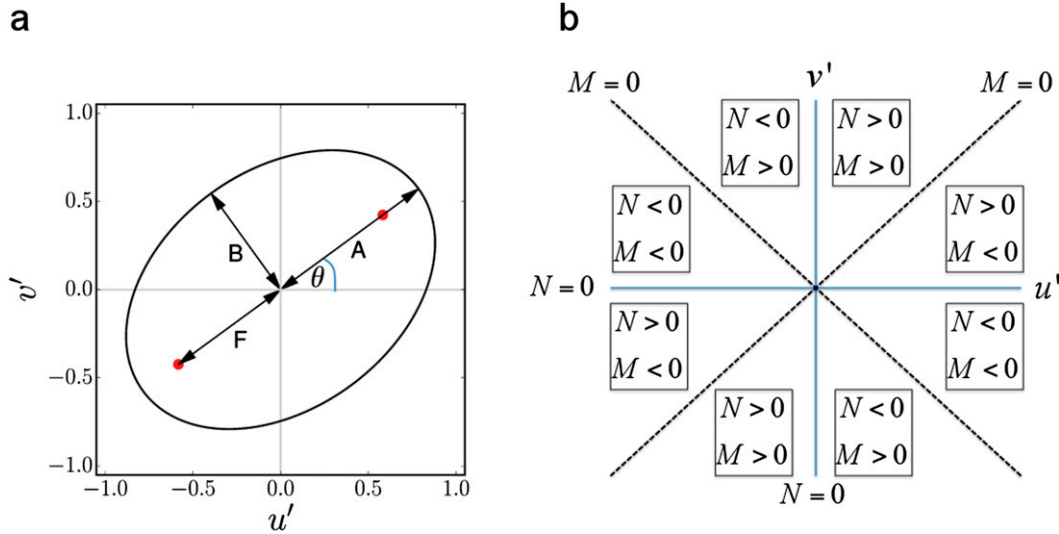 a
1.0
0.5
0.0
−0.5
−1.0
−1.0
−0.5
0.0
0.5
1.0
v'
u'
B
A
θ
F
b
M = 0
v'
M = 0
N < 0
M > 0
N > 0
M > 0
N < 0
M < 0
N > 0
M < 0
N = 0
u'
N > 0
M < 0
N < 0
M < 0
N > 0
M > 0
N < 0
M > 0
N = 0